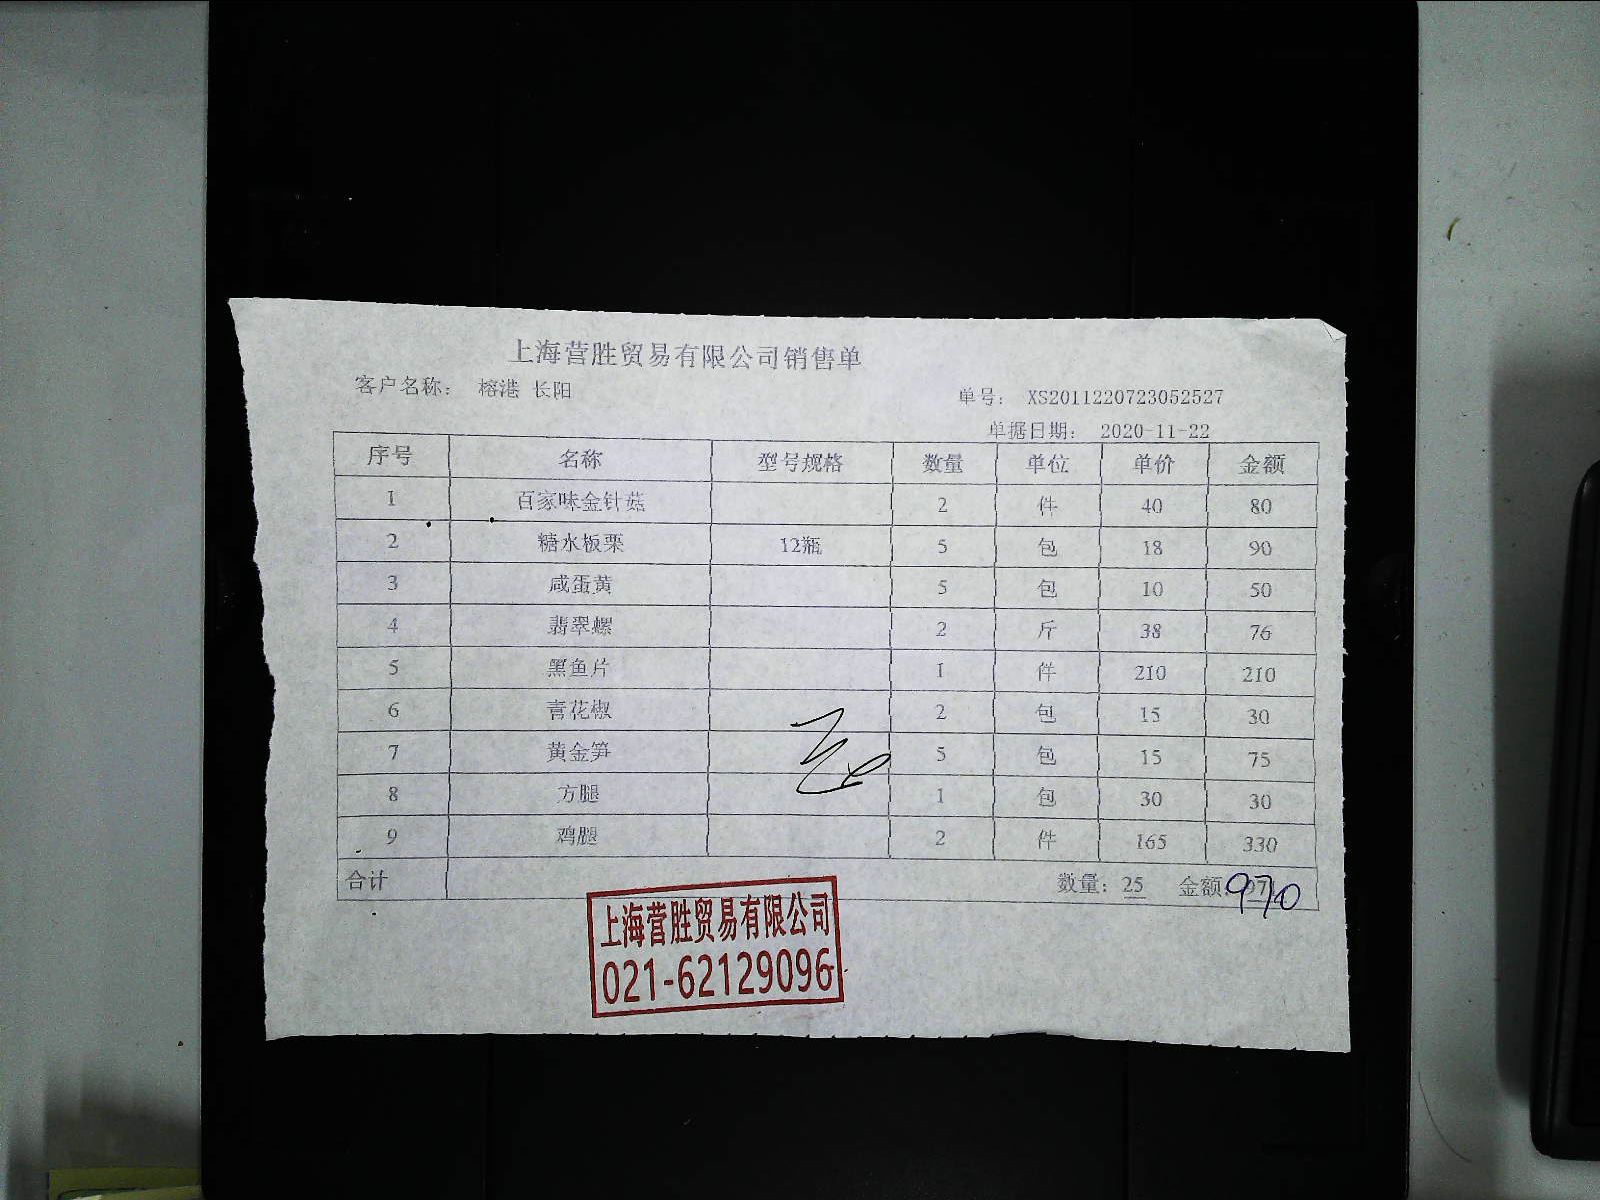 上海营胜贸易有限公司销售单
客户名称： 榕港 长阳 单号： XS2011220723052527
单据日期： 2020-11-22
序号 名称 型号规格 数量 单位 单价 金额
1 百家味金针菇 2 件 40 80
2 糖水板栗 12瓶 5 包 18 90
3 咸蛋黄 5 包 10 50
4 翡翠螺 2 斤 38 76
5 黑鱼片 1 件 210 210
6 青花椒 2 包 15 30
7 黄金笋 5 包 15 75
8 方腿 1 包 30 30
9 鸡腿 2 件 165 330
合计 数量：25 金额：970
上海营胜贸易有限公司
021-62129096